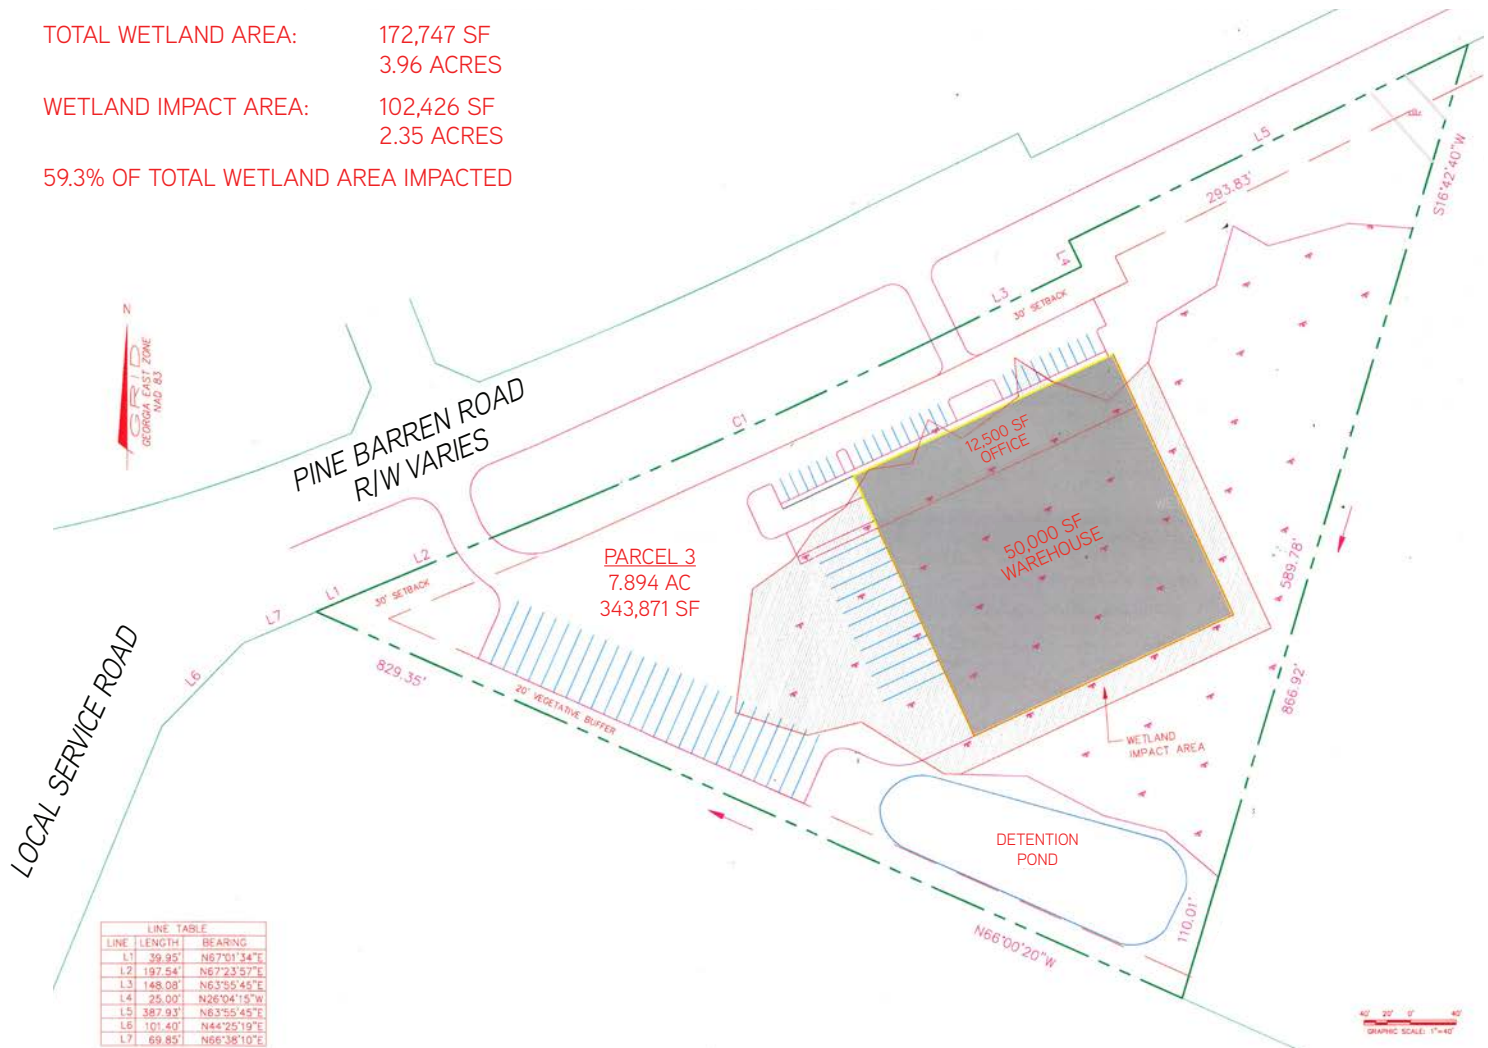 TOTAL WETLAND AREA: 172,747 SF
3.96 ACRES
WETLAND IMPACT AREA: 102,426 SF
2.35 ACRES
59.3% OF TOTAL WETLAND AREA IMPACTED
N
GRID
GEORGIA EAST ZONE
NAD 83
PINE BARREN ROAD
R/W VARIES
LOCAL SERVICE ROAD
L5
293.83'
S16°42'40"W
L4
L3
30' SETBACK
C1
12,500 SF
OFFICE
50,000 SF
WAREHOUSE
PARCEL 3
7.894 AC
343,871 SF
L2
L1
30' SETBACK
L7
L6
829.35'
20' VEGETATIVE BUFFER
589.78'
866.92'
WETLAND
IMPACT AREA
DETENTION
POND
110.01'
N66°00'20"W
LINE TABLE
LINE LENGTH BEARING
L1 39.95' N67°01'34"E
L2 197.54' N67°23'57"E
L3 148.08' N63°55'45"E
L4 25.00' N26°04'15"W
L5 387.93' N63°55'45"E
L6 101.40' N44°25'19"E
L7 69.85' N66°38'10"E
40' 20' 0' 40'
GRAPHIC SCALE: 1"=40'